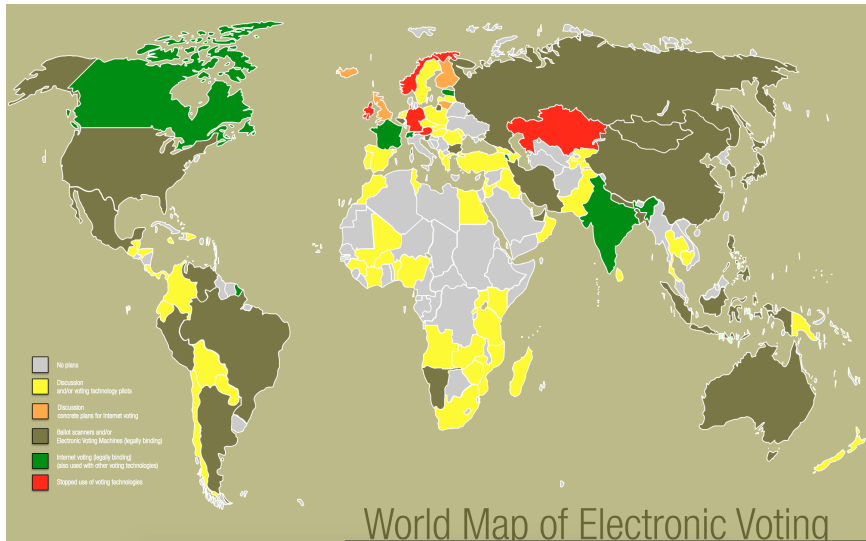 No plans
Discussion
and/or voting technology pilots
Discussion
concrete plans for Internet voting
Ballot scanners and/or
Electronic Voting Machines (legally binding)
Internet voting (legally binding)
(also used with other voting technologies)
Stopped use of voting technologies
World Map of Electronic Voting